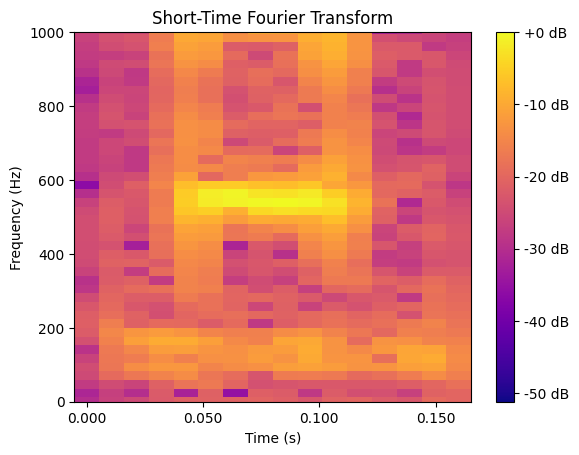 Short-Time Fourier Transform
Frequency (Hz)
1000
800
600
400
200
0
0.000
0.050
0.100
0.150
Time (s)
+0 dB
-10 dB
-20 dB
-30 dB
-40 dB
-50 dB